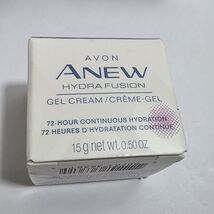 AVON
ANEW
HYDRA FUSION
GEL CREAM/CRÈME-GEL
72-HOUR CONTINUOUS HYDRATION
72 HEURES D'HYDRATATION CONTINUE
15 g net wt. 0.50 OZ.